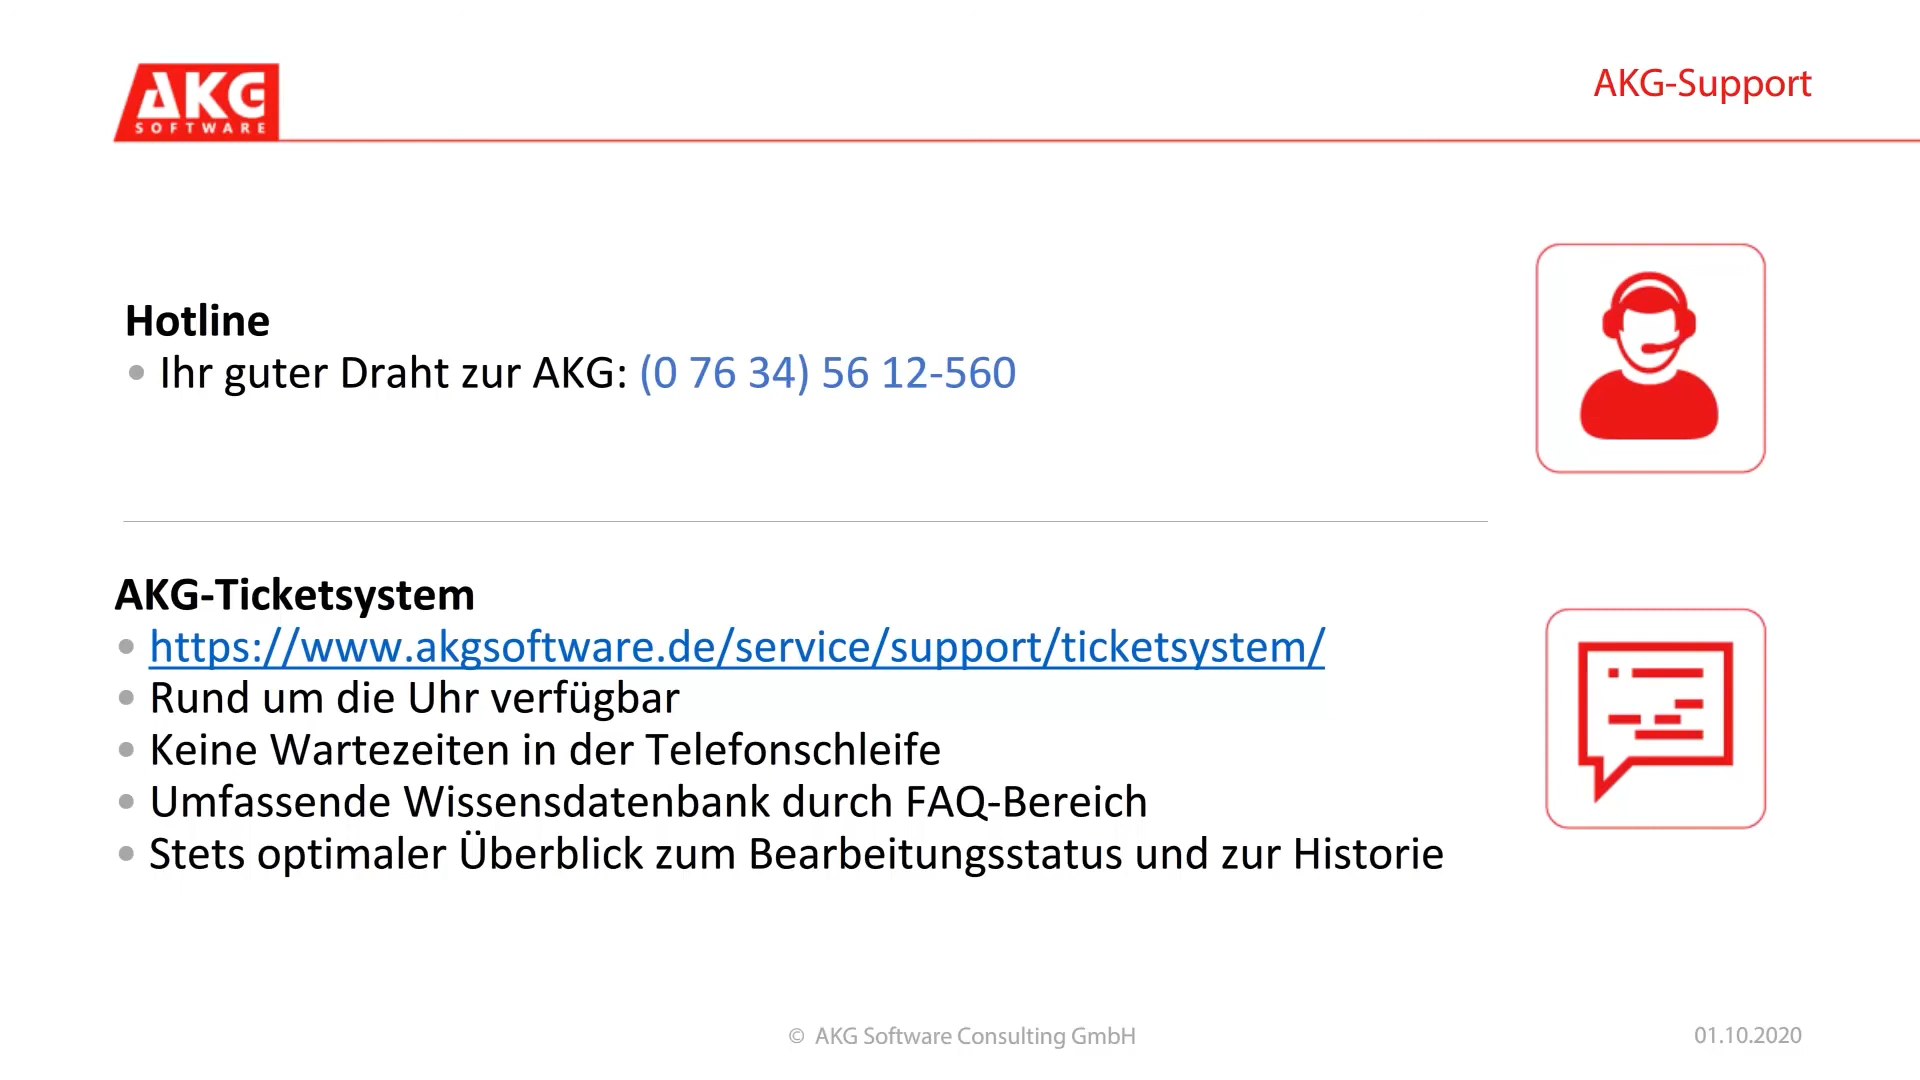 AKG
SOFTWARE
AKG-Support
Hotline
• Ihr guter Draht zur AKG: (0 76 34) 56 12-560
AKG-Ticketsystem
• https://www.akgsoftware.de/service/support/ticketsystem/
• Rund um die Uhr verfügbar
• Keine Wartezeiten in der Telefonschleife
• Umfassende Wissensdatenbank durch FAQ-Bereich
• Stets optimaler Überblick zum Bearbeitungsstatus und zur Historie
© AKG Software Consulting GmbH
01.10.2020